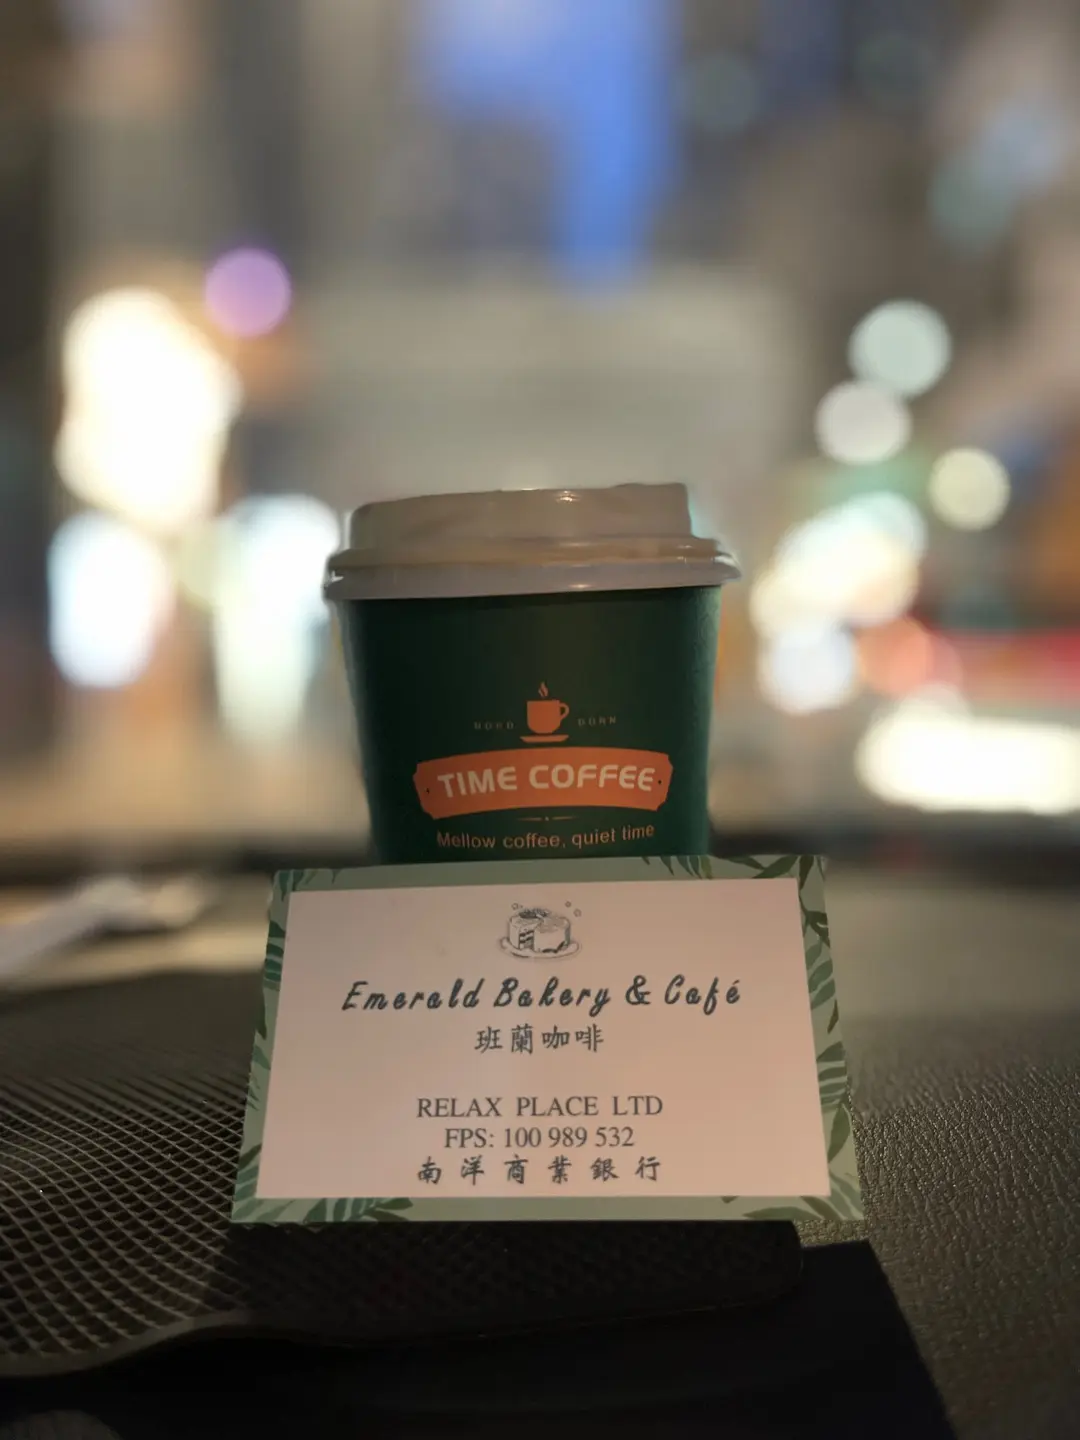 TIME COFFEE
Mellow coffee, quiet time
Emerald Bakery & Café
班蘭咖啡
RELAX PLACE LTD
FPS: 100 989 532
南洋商業銀行